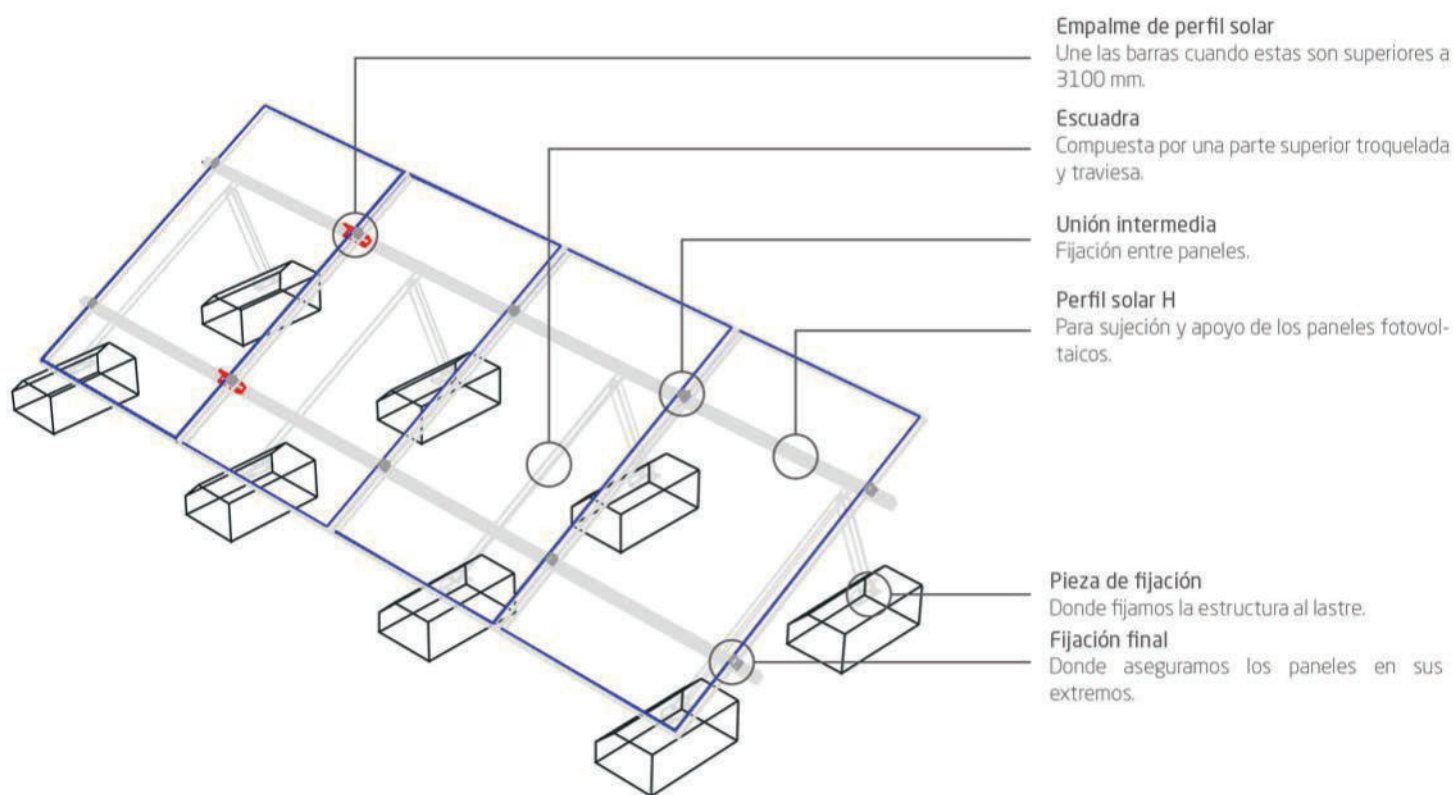 Empalme de perfil solar
Une las barras cuando estas son superiores a
3100 mm.
Escuadra
Compuesta por una parte superior troquelada
y traviesa.
Unión intermedia
Fijación entre paneles.
Perfil solar H
Para sujeción y apoyo de los paneles fotovol-
taicos.
Pieza de fijación
Donde fijamos la estructura al lastre.
Fijación final
Donde aseguramos los paneles en sus
extremos.